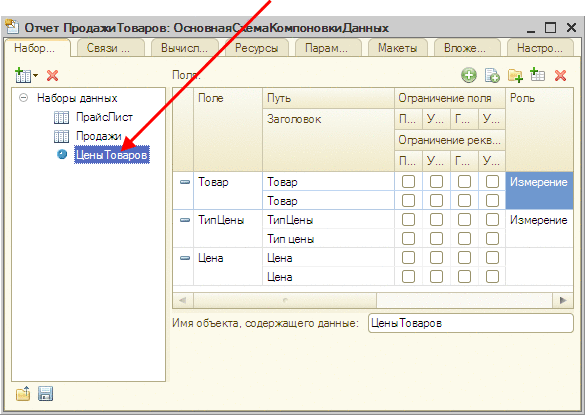 Отчет ПродажиТоваров: ОсновнаяСхемаКомпоновкиДанных
Набор... Связи ... Вычисл... Ресурсы Парам... Макеты Вложе... Настро...
Поля:
Наборы данных
ПрайсЛист
Продажи
ЦеныТоваров
Поле Путь Ограничение поля Роль
Заголовок П... У... Г... У...
Ограничение рекв...
П... У... Г... У...
Товар Товар Измерение
Товар
ТипЦены ТипЦены Измерение
Тип цены
Цена Цена
Цена
Имя объекта, содержащего данные: ЦеныТоваров